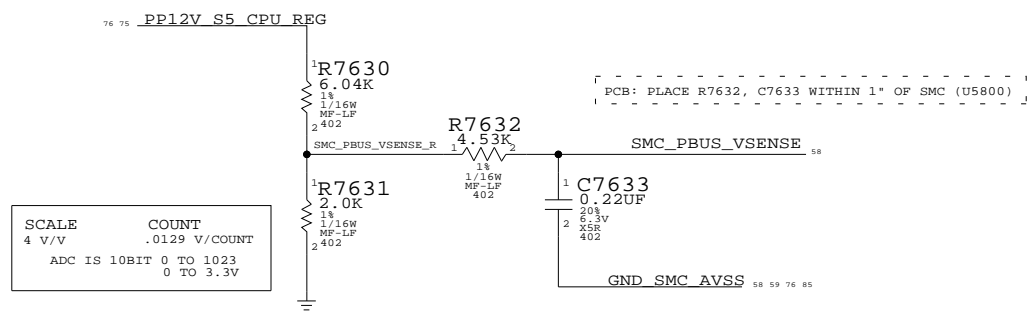 76 75 PP12V_S5_CPU_REG
1
R7630
6.04K
1%
1/16W
MF-LF
402
2
PCB: PLACE R7632, C7633 WITHIN 1" OF SMC (U5800)
R7632
4.53K
SMC_PBUS_VSENSE_R
1 2
1%
1/16W
MF-LF
402
SMC_PBUS_VSENSE 58
1
R7631
2.0K
1%
1/16W
MF-LF
402
2
1
C7633
0.22UF
20%
6.3V
X5R
402
2
SCALE COUNT
4 V/V .0129 V/COUNT
ADC IS 10BIT 0 TO 1023
0 TO 3.3V
GND_SMC_AVSS 58 59 76 85